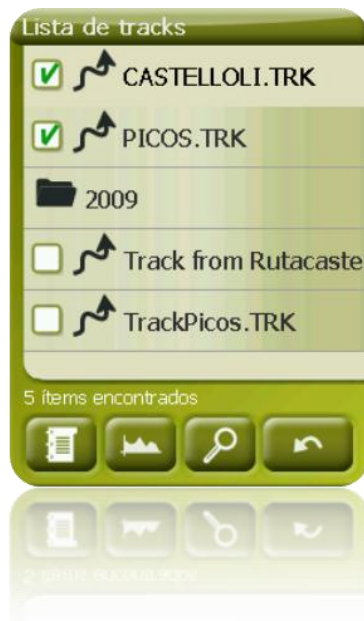 Lista de tracks
CASTELLOLI.TRK
PICOS.TRK
2009
Track from Rutacaste
TrackPicos.TRK
5 ítems encontrados